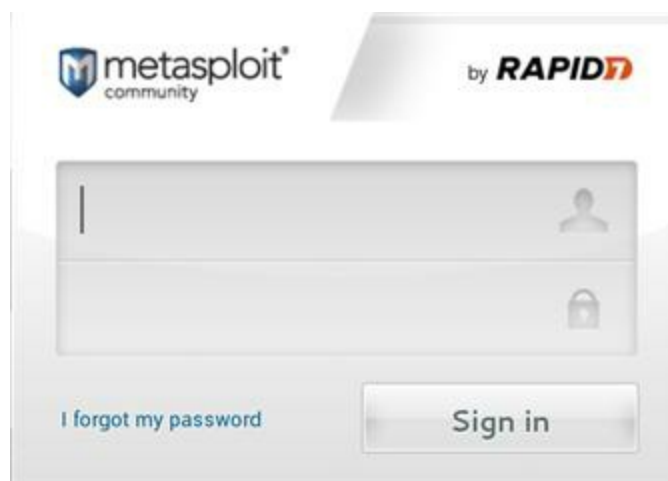 metasploit®
community
by RAPID7
I forgot my password
Sign in